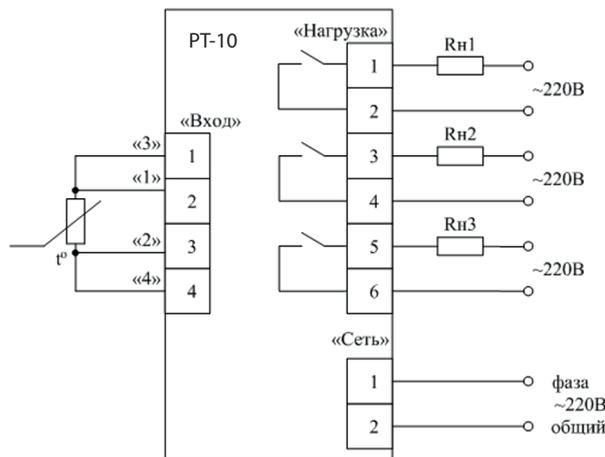 РТ-10
«Нагрузка»
Rн1
1
~220В
2
«Вход»
Rн2
«3»
1
3
~220В
«1»
2
4
«2»
3
Rн3
5
~220В
tº
«4»
4
6
«Сеть»
1
фаза
~220В
2
общий